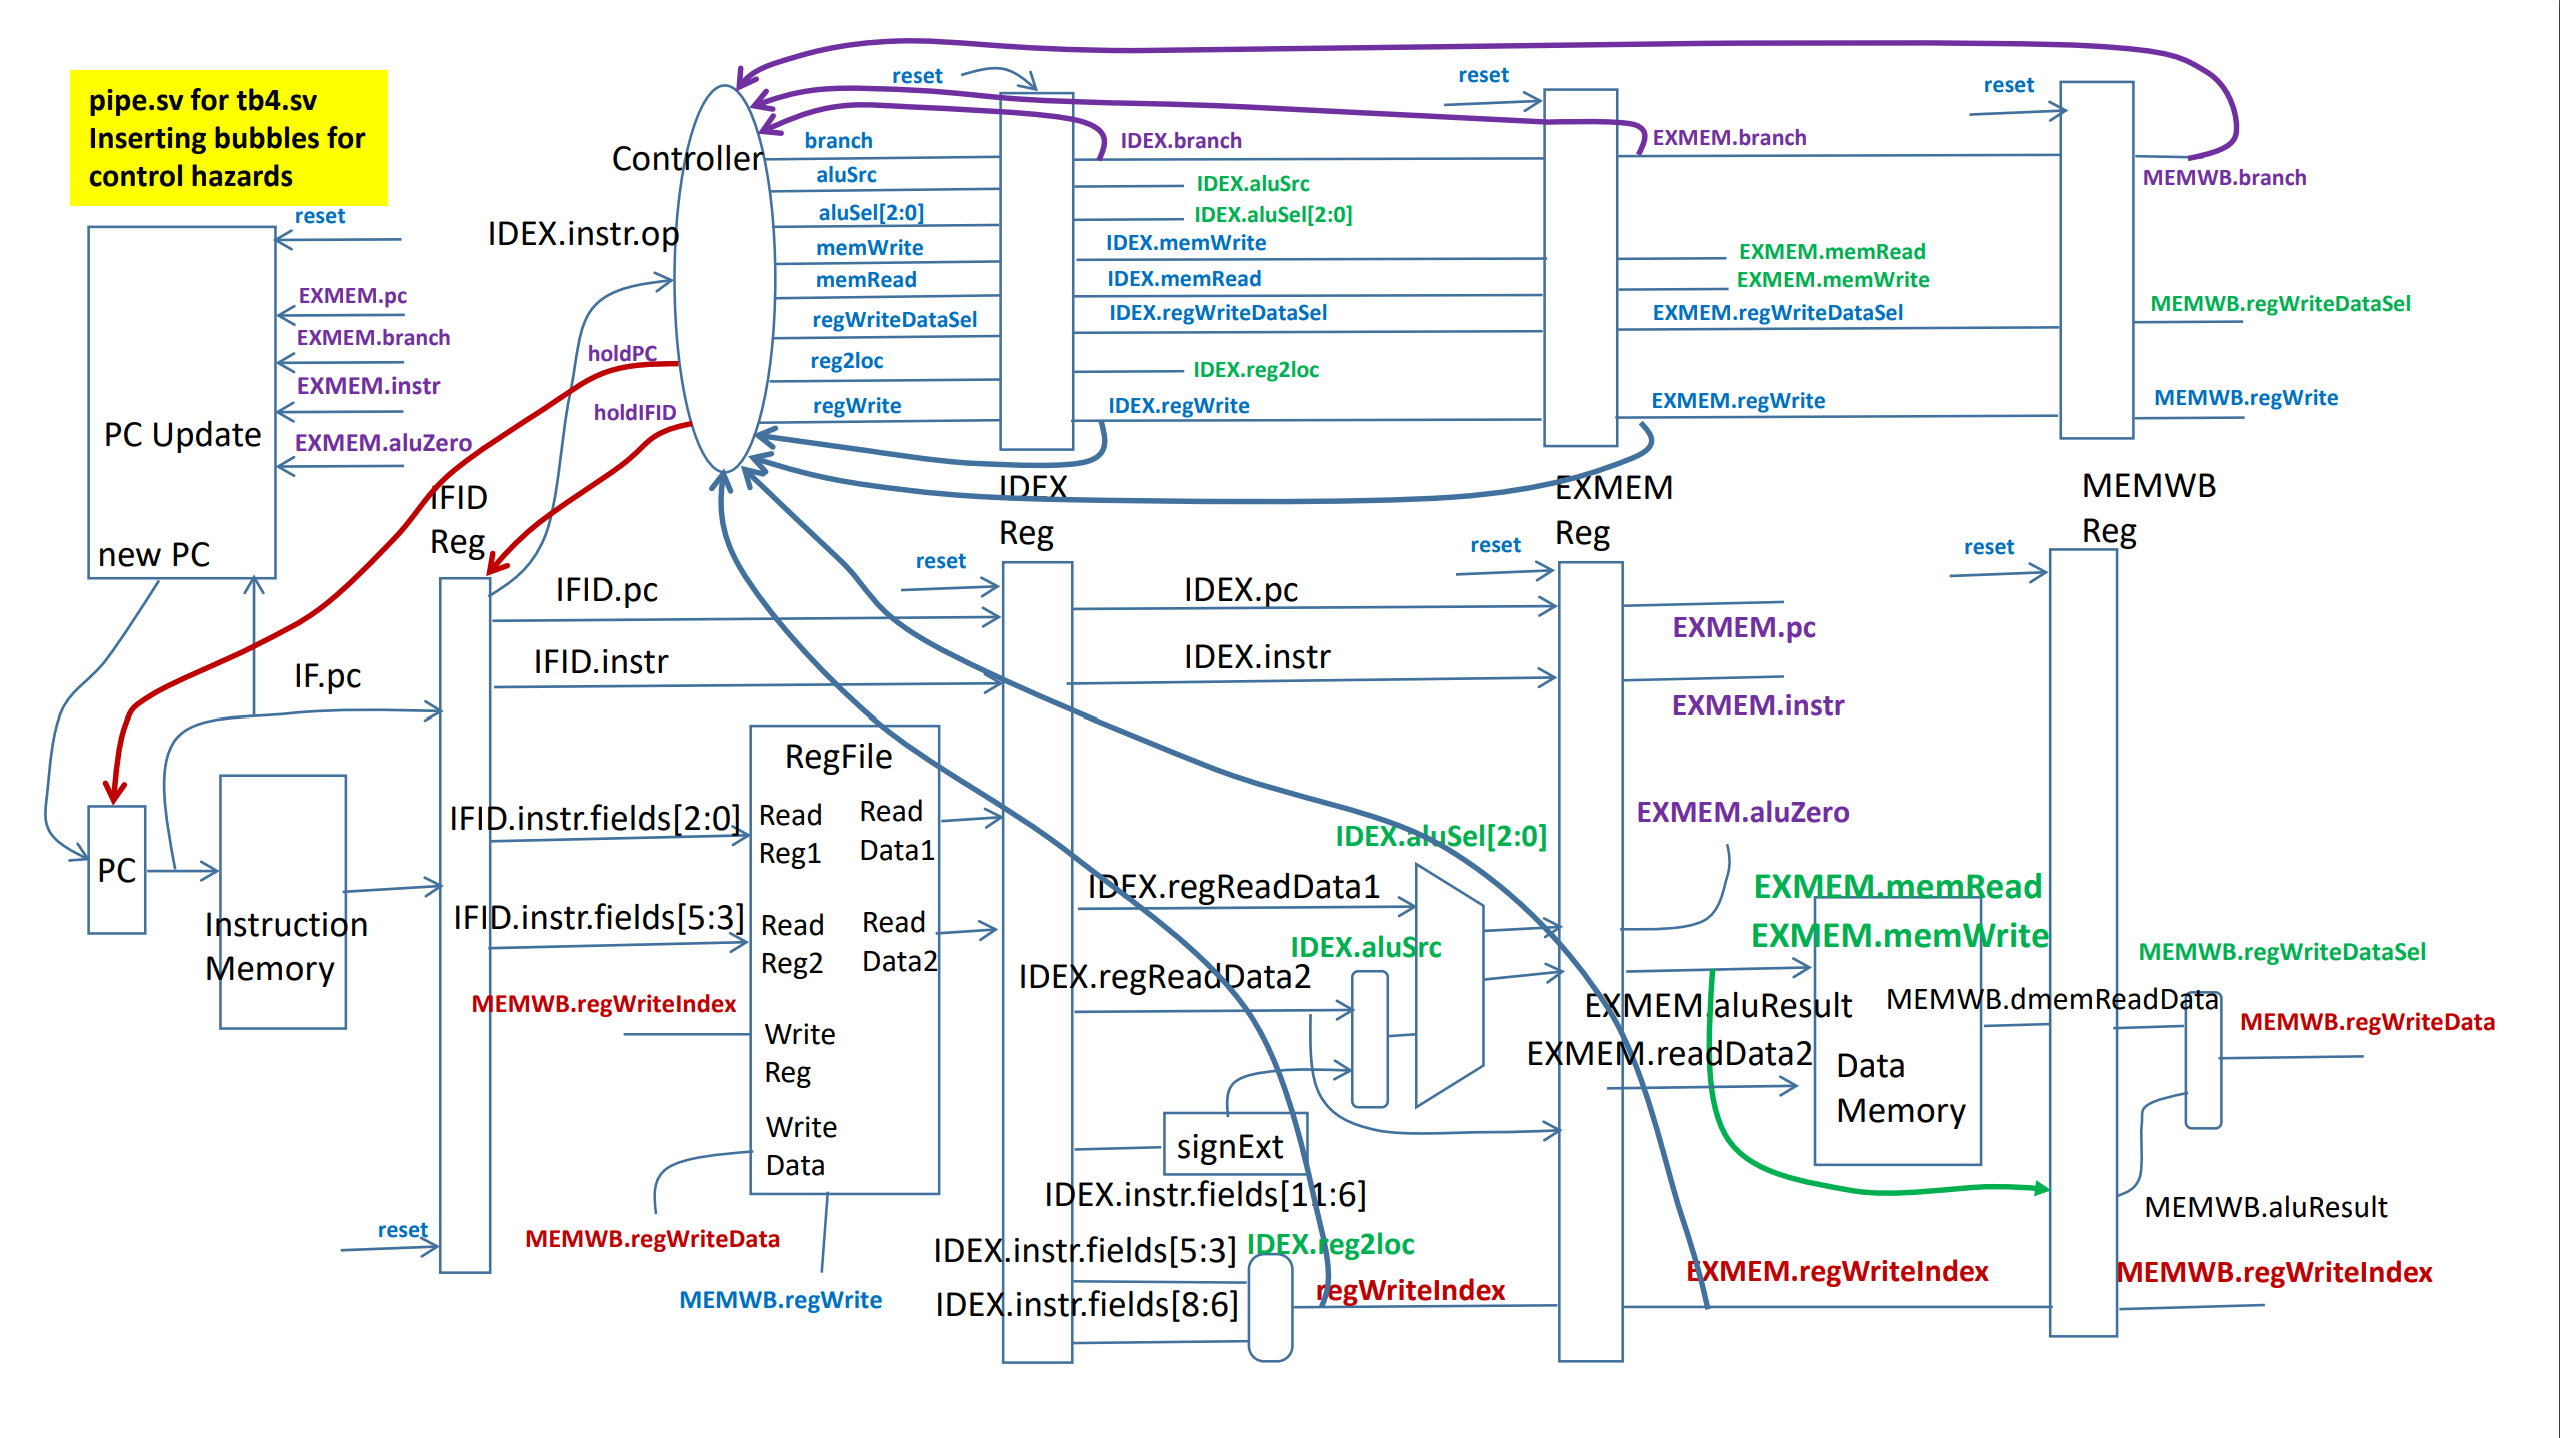 pipe.sv for tb4.sv
Inserting bubbles for
control hazards
reset
EXMEM.pc
EXMEM.branch
EXMEM.instr
EXMEM.aluZero
PC Update
new PC
Controller
IDEX.instr.op
holdPC
holdIFID
branch
aluSrc
aluSel[2:0]
memWrite
memRead
regWriteDataSel
reg2loc
regWrite
reset
IDEX.branch
IDEX.aluSrc
IDEX.aluSel[2:0]
IDEX.memWrite
IDEX.memRead
IDEX.regWriteDataSel
IDEX.reg2loc
IDEX.regWrite
reset
EXMEM.branch
EXMEM.memRead
EXMEM.memWrite
EXMEM.regWriteDataSel
EXMEM.regWrite
reset
MEMWB.branch
MEMWB.regWriteDataSel
MEMWB.regWrite
IFID
Reg
IDEX
Reg
EXMEM
Reg
MEMWB
Reg
reset
reset
reset
IF.pc
IFID.pc
IFID.instr
IDEX.pc
IDEX.instr
EXMEM.pc
EXMEM.instr
PC
Instruction
Memory
IFID.instr.fields[2:0]
IFID.instr.fields[5:3]
MEMWB.regWriteIndex
RegFile
Read
Reg1
Read
Data1
Read
Reg2
Read
Data2
Write
Reg
Write
Data
reset
MEMWB.regWriteData
MEMWB.regWrite
IDEX.aluSel[2:0]
IDEX.regReadData1
IDEX.aluSrc
IDEX.regReadData2
signExt
IDEX.instr.fields[11:6]
IDEX.instr.fields[5:3]
IDEX.reg2loc
IDEX.instr.fields[8:6]
regWriteIndex
EXMEM.aluZero
EXMEM.memRead
EXMEM.memWrite
EXMEM.aluResult
EXMEM.readData2
Data
Memory
EXMEM.regWriteIndex
MEMWB.regWriteDataSel
MEMWB.dmemReadData
MEMWB.regWriteData
MEMWB.aluResult
MEMWB.regWriteIndex